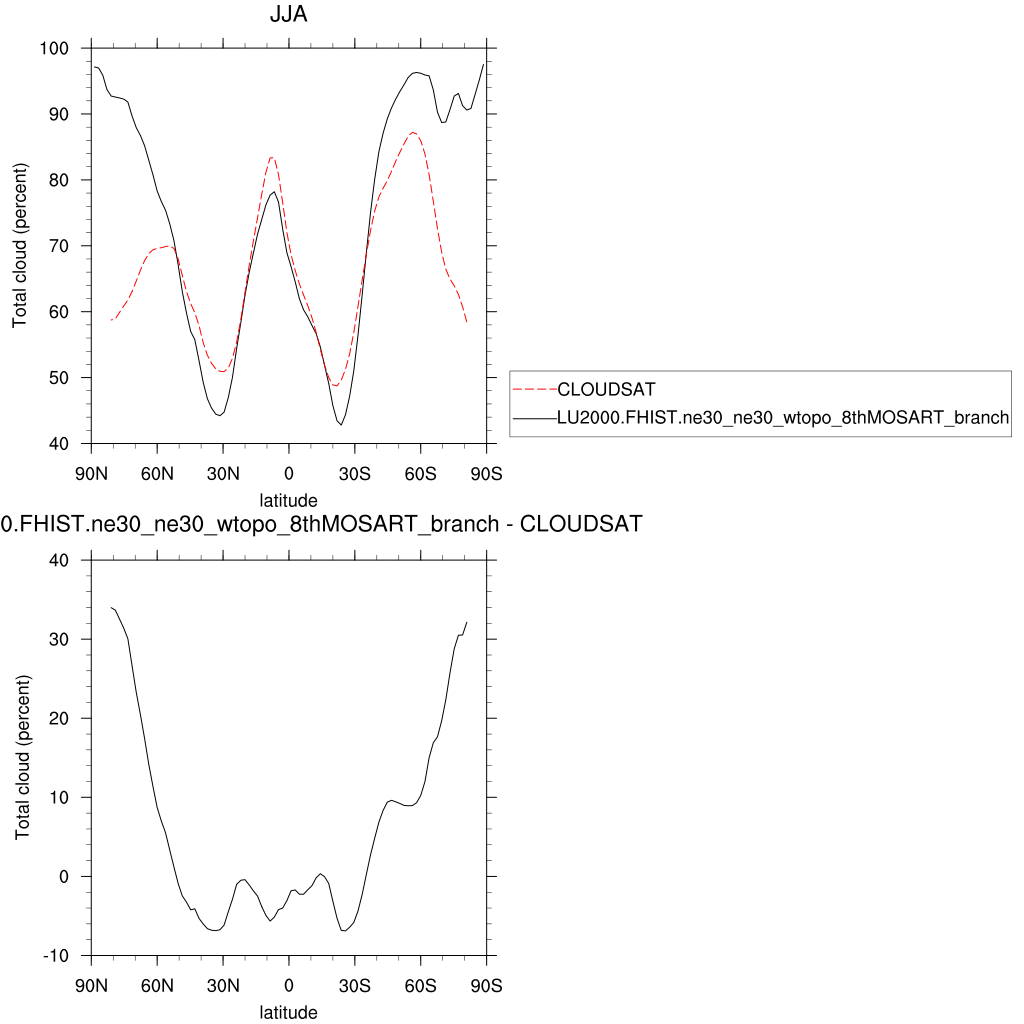 JJA
100
90
80
70
60
50
40
Total cloud (percent)
90N 60N 30N 0 30S 60S 90S
latitude
CLOUDSAT
LU2000.FHIST.ne30_ne30_wtopo_8thMOSART_branch
0.FHIST.ne30_ne30_wtopo_8thMOSART_branch - CLOUDSAT
40
30
20
10
0
-10
Total cloud (percent)
90N 60N 30N 0 30S 60S 90S
latitude